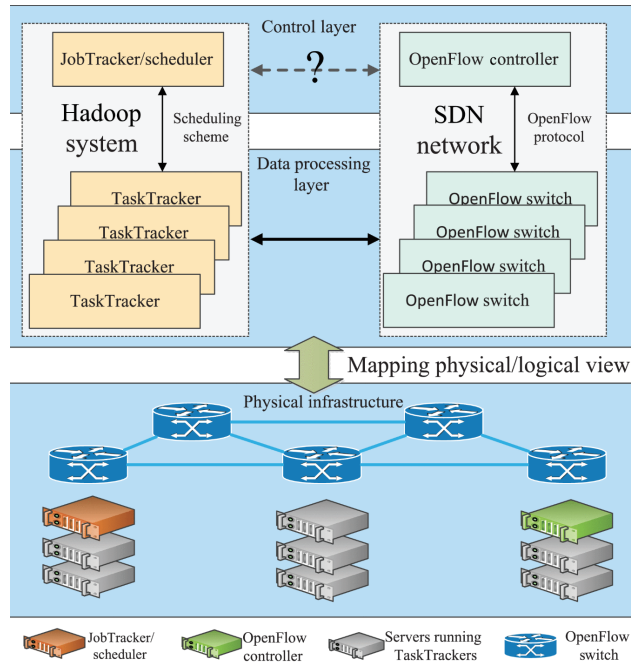 Control layer
JobTracker/scheduler
?
OpenFlow controller
Hadoop
system
Scheduling
scheme
SDN
network
OpenFlow
protocol
Data processing
layer
TaskTracker
TaskTracker
TaskTracker
TaskTracker
OpenFlow switch
OpenFlow switch
OpenFlow switch
OpenFlow switch
Mapping physical/logical view
Physical infrastructure
JobTracker/
scheduler
OpenFlow
controller
Servers running
TaskTrackers
OpenFlow
switch